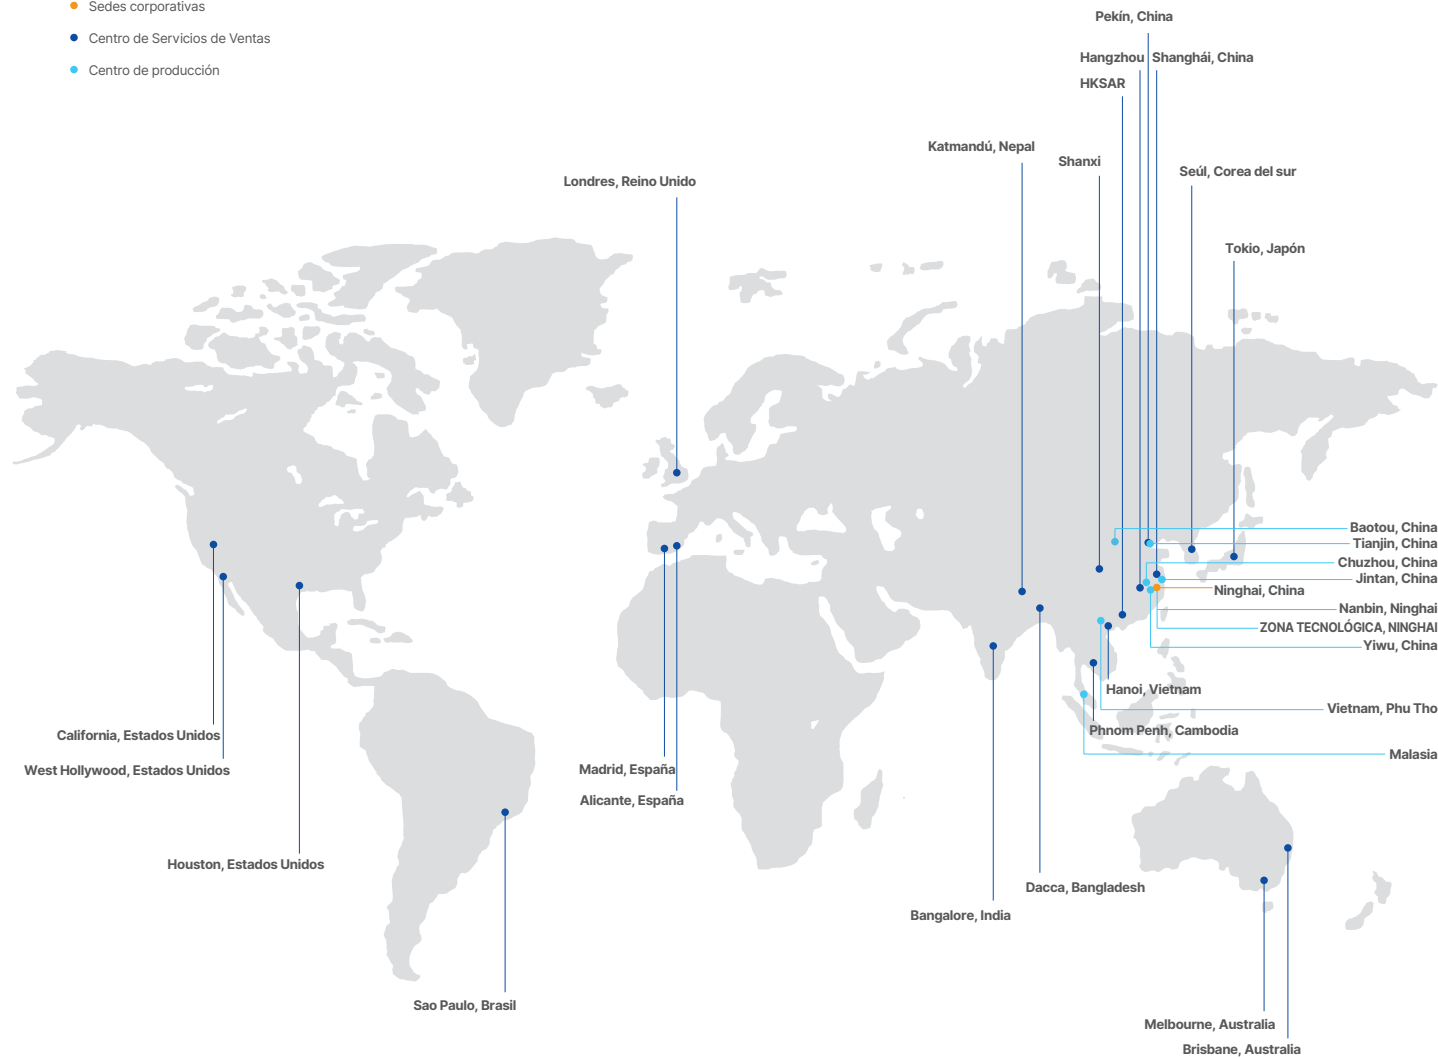 Sedes corporativas
Centro de Servicios de Ventas
Centro de producción
Pekín, China
Hangzhou
Shanghái, China
HKSAR
Katmandú, Nepal
Shanxi
Seúl, Corea del sur
Londres, Reino Unido
Tokio, Japón
Baotou, China
Tianjin, China
Chuzhou, China
Jintan, China
Ninghai, China
Nanbin, Ninghai
ZONA TECNOLÓGICA, NINGHAI
Yiwu, China
Hanoi, Vietnam
Vietnam, Phu Tho
Phnom Penh, Cambodia
Malasia
California, Estados Unidos
West Hollywood, Estados Unidos
Madrid, España
Alicante, España
Houston, Estados Unidos
Dacca, Bangladesh
Bangalore, India
Sao Paulo, Brasil
Melbourne, Australia
Brisbane, Australia